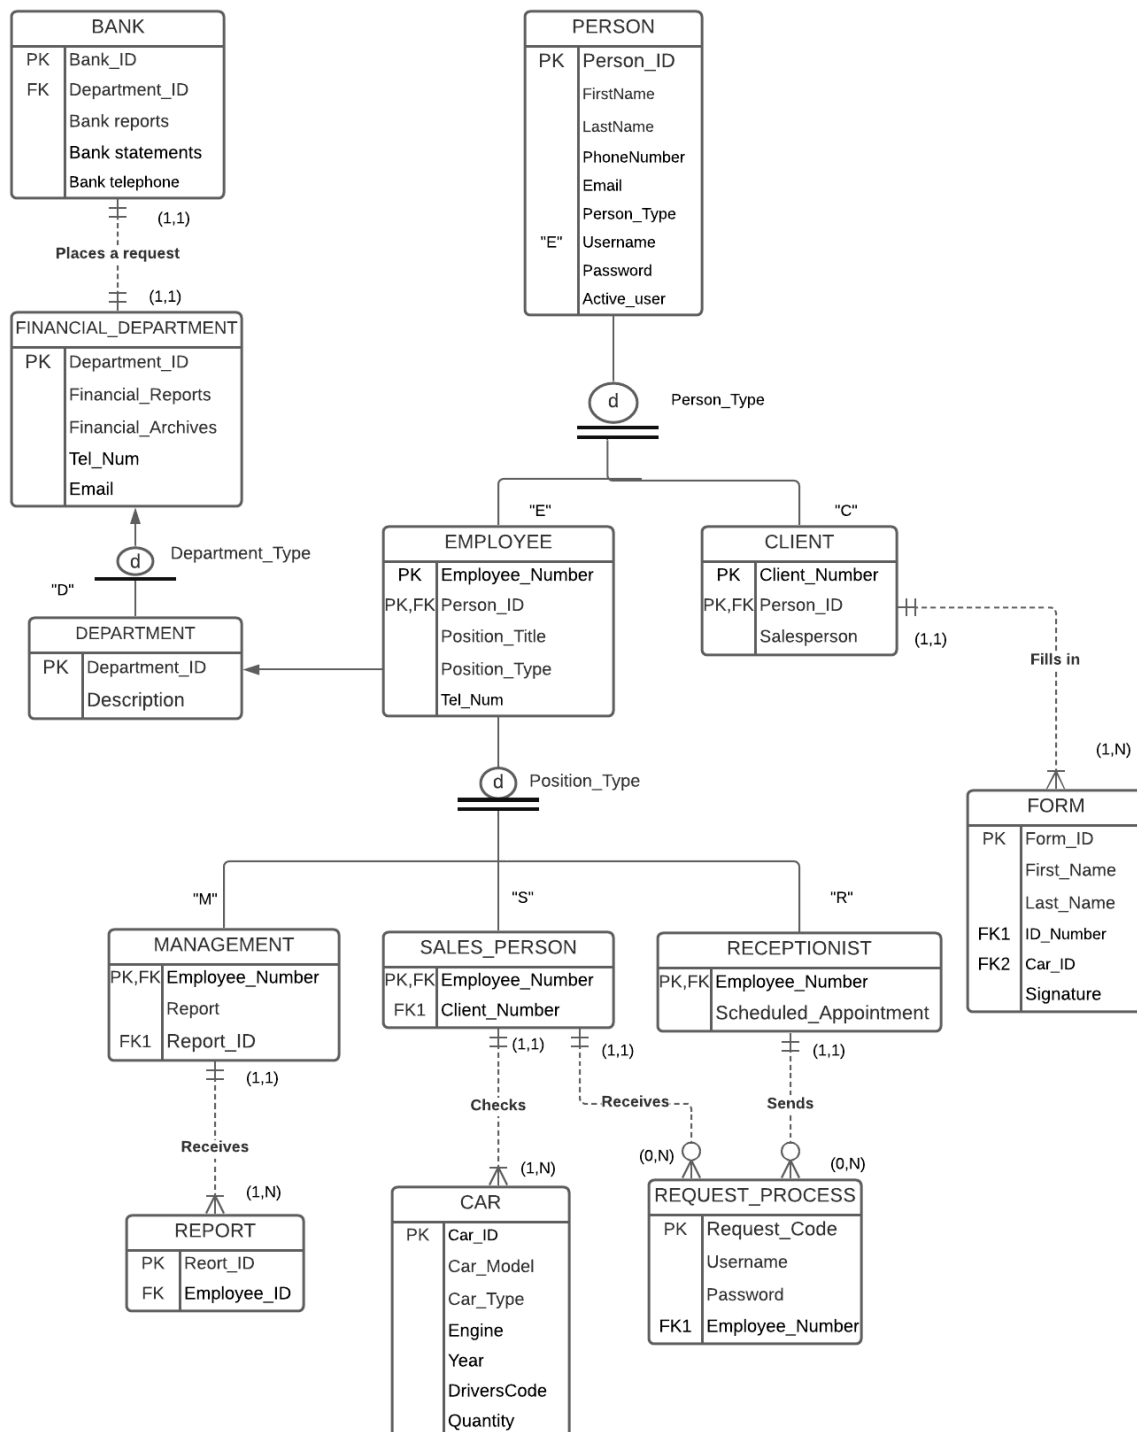 BANK
PK Bank_ID
FK Department_ID
Bank reports
Bank statements
Bank telephone
(1,1)
Places a request
(1,1)
FINANCIAL_DEPARTMENT
PK Department_ID
Financial_Reports
Financial_Archives
Tel_Num
Email
d Department_Type
"D"
DEPARTMENT
PK Department_ID
Description
PERSON
PK Person_ID
FirstName
LastName
PhoneNumber
Email
Person_Type
"E" Username
Password
Active_user
d Person_Type
"E"
"C"
EMPLOYEE
PK Employee_Number
PK,FK Person_ID
Position_Title
Position_Type
Tel_Num
CLIENT
PK Client_Number
PK,FK Person_ID
Salesperson
(1,1)
Fills in
(1,N)
FORM
PK Form_ID
First_Name
Last_Name
FK1 ID_Number
FK2 Car_ID
Signature
d Position_Type
"M"
"S"
"R"
MANAGEMENT
PK,FK Employee_Number
Report
FK1 Report_ID
(1,1)
Receives
(1,N)
REPORT
PK Reort_ID
FK Employee_ID
SALES_PERSON
PK,FK Employee_Number
FK1 Client_Number
(1,1)
(1,1)
Checks
Receives
(1,N)
(0,N)
CAR
PK Car_ID
Car_Model
Car_Type
Engine
Year
DriversCode
Quantity
RECEPTIONIST
PK,FK Employee_Number
Scheduled_Appointment
(1,1)
Sends
(0,N)
REQUEST_PROCESS
PK Request_Code
Username
Password
FK1 Employee_Number